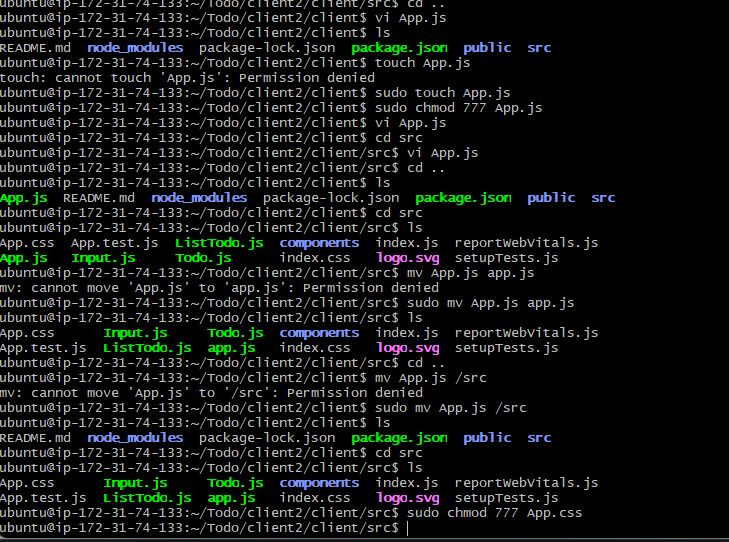 ubuntu@ip-172-31-74-133:~/Todo/client2/client/src$ cd ..
ubuntu@ip-172-31-74-133:~/Todo/client2/client$ vi App.js
ubuntu@ip-172-31-74-133:~/Todo/client2/client$ ls
README.md  node_modules  package-lock.json  package.json  public  src
ubuntu@ip-172-31-74-133:~/Todo/client2/client$ touch App.js
touch: cannot touch 'App.js': Permission denied
ubuntu@ip-172-31-74-133:~/Todo/client2/client$ sudo touch App.js
ubuntu@ip-172-31-74-133:~/Todo/client2/client$ sudo chmod 777 App.js
ubuntu@ip-172-31-74-133:~/Todo/client2/client$ vi App.js
ubuntu@ip-172-31-74-133:~/Todo/client2/client$ cd src
ubuntu@ip-172-31-74-133:~/Todo/client2/client/src$ vi App.js
ubuntu@ip-172-31-74-133:~/Todo/client2/client/src$ cd ..
ubuntu@ip-172-31-74-133:~/Todo/client2/client$ ls
App.js  README.md  node_modules  package-lock.json  package.json  public  src
ubuntu@ip-172-31-74-133:~/Todo/client2/client$ cd src
ubuntu@ip-172-31-74-133:~/Todo/client2/client/src$ ls
App.css  App.test.js  ListTodo.js  components  index.js  reportWebVitals.js
App.js   Input.js     Todo.js      index.css   logo.svg  setupTests.js
ubuntu@ip-172-31-74-133:~/Todo/client2/client/src$ mv App.js app.js
mv: cannot move 'App.js' to 'app.js': Permission denied
ubuntu@ip-172-31-74-133:~/Todo/client2/client/src$ sudo mv App.js app.js
ubuntu@ip-172-31-74-133:~/Todo/client2/client/src$ ls
App.css      Input.js     Todo.js  components  index.js  reportWebVitals.js
App.test.js  ListTodo.js  app.js   index.css   logo.svg  setupTests.js
ubuntu@ip-172-31-74-133:~/Todo/client2/client/src$ cd ..
ubuntu@ip-172-31-74-133:~/Todo/client2/client$ mv App.js /src
mv: cannot move 'App.js' to '/src': Permission denied
ubuntu@ip-172-31-74-133:~/Todo/client2/client$ sudo mv App.js /src
ubuntu@ip-172-31-74-133:~/Todo/client2/client$ ls
README.md  node_modules  package-lock.json  package.json  public  src
ubuntu@ip-172-31-74-133:~/Todo/client2/client$ cd src
ubuntu@ip-172-31-74-133:~/Todo/client2/client/src$ ls
App.css      Input.js     Todo.js  components  index.js  reportWebVitals.js
App.test.js  ListTodo.js  app.js   index.css   logo.svg  setupTests.js
ubuntu@ip-172-31-74-133:~/Todo/client2/client/src$ sudo chmod 777 App.css
ubuntu@ip-172-31-74-133:~/Todo/client2/client/src$